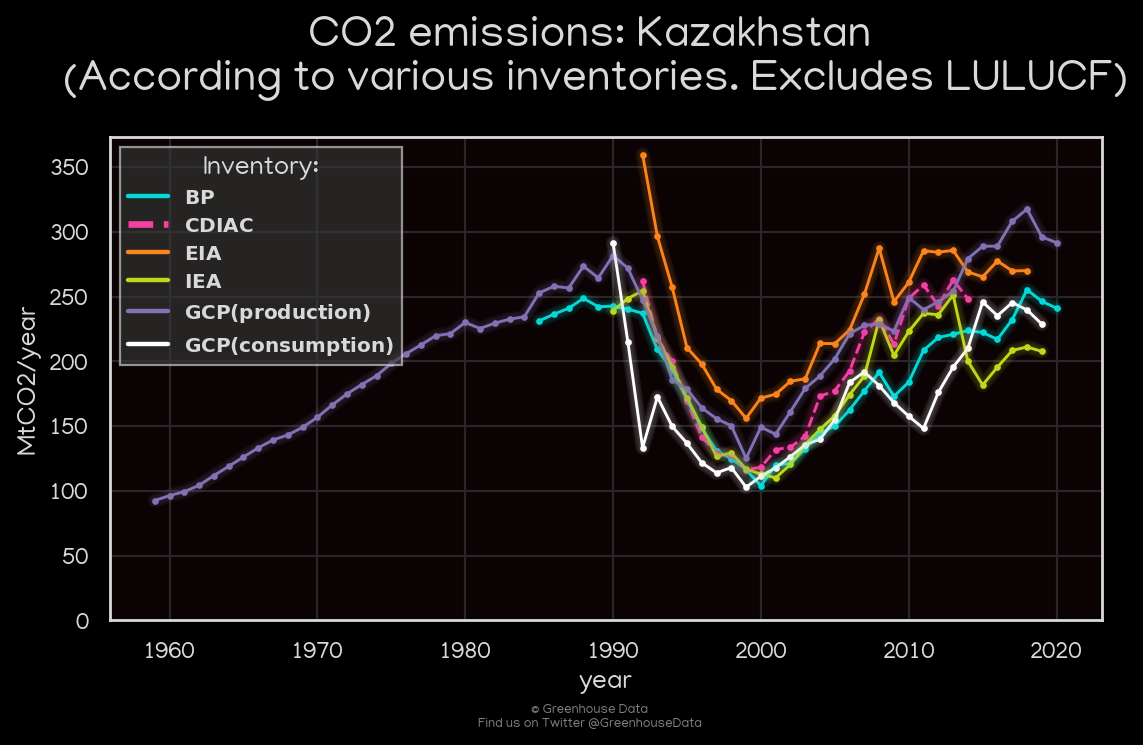 CO2 emissions: Kazakhstan
(According to various inventories. Excludes LULUCF)
Inventory:
BP
CDIAC
EIA
IEA
GCP(production)
GCP(consumption)
MtCO2/year
350
300
250
200
150
100
50
0
1960 1970 1980 1990 2000 2010 2020
year
© Greenhouse Data
Find us on Twitter @GreenhouseData